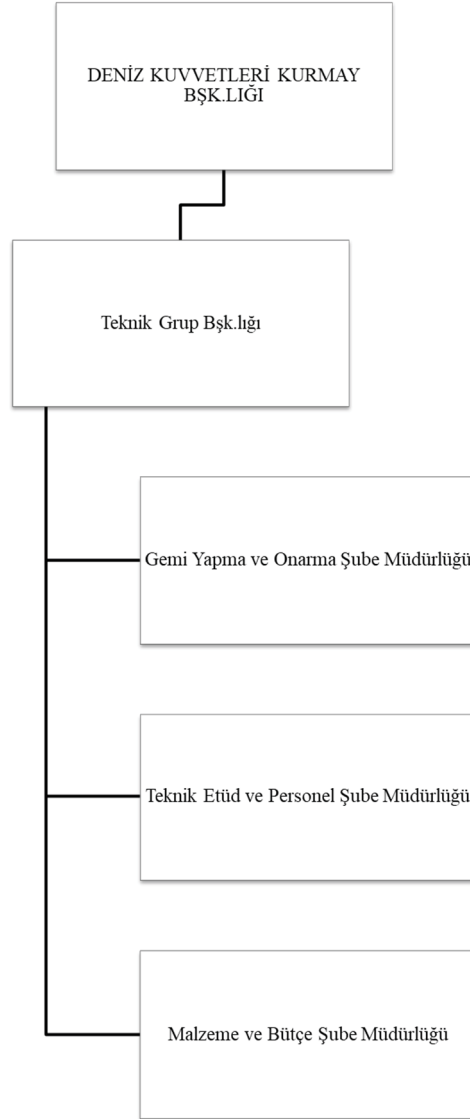 DENİZ KUVVETLERİ KURMAY
BŞK.LIĞI
Teknik Grup Bşk.lığı
Gemi Yapma ve Onarma Şube Müdürlüğü
Teknik Etüd ve Personel Şube Müdürlüğü
Malzeme ve Bütçe Şube Müdürlüğü